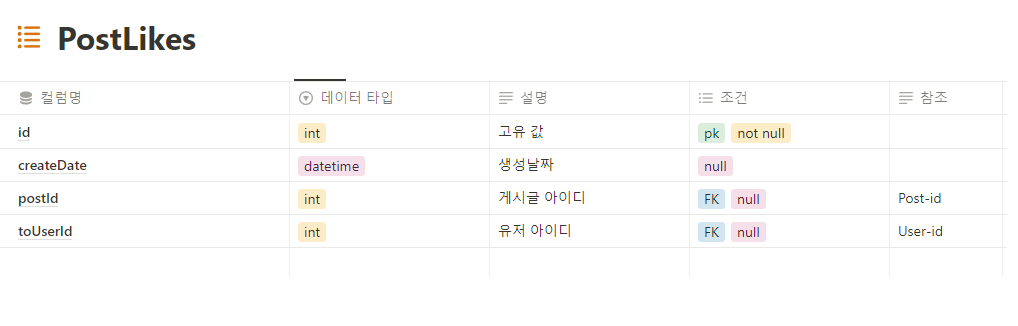 PostLikes
컬럼명 데이터 타입 설명 조건 참조
id int 고유 값 pk not null
createDate datetime 생성날짜 null
postId int 게시글 아이디 FK null Post-id
toUserId int 유저 아이디 FK null User-id